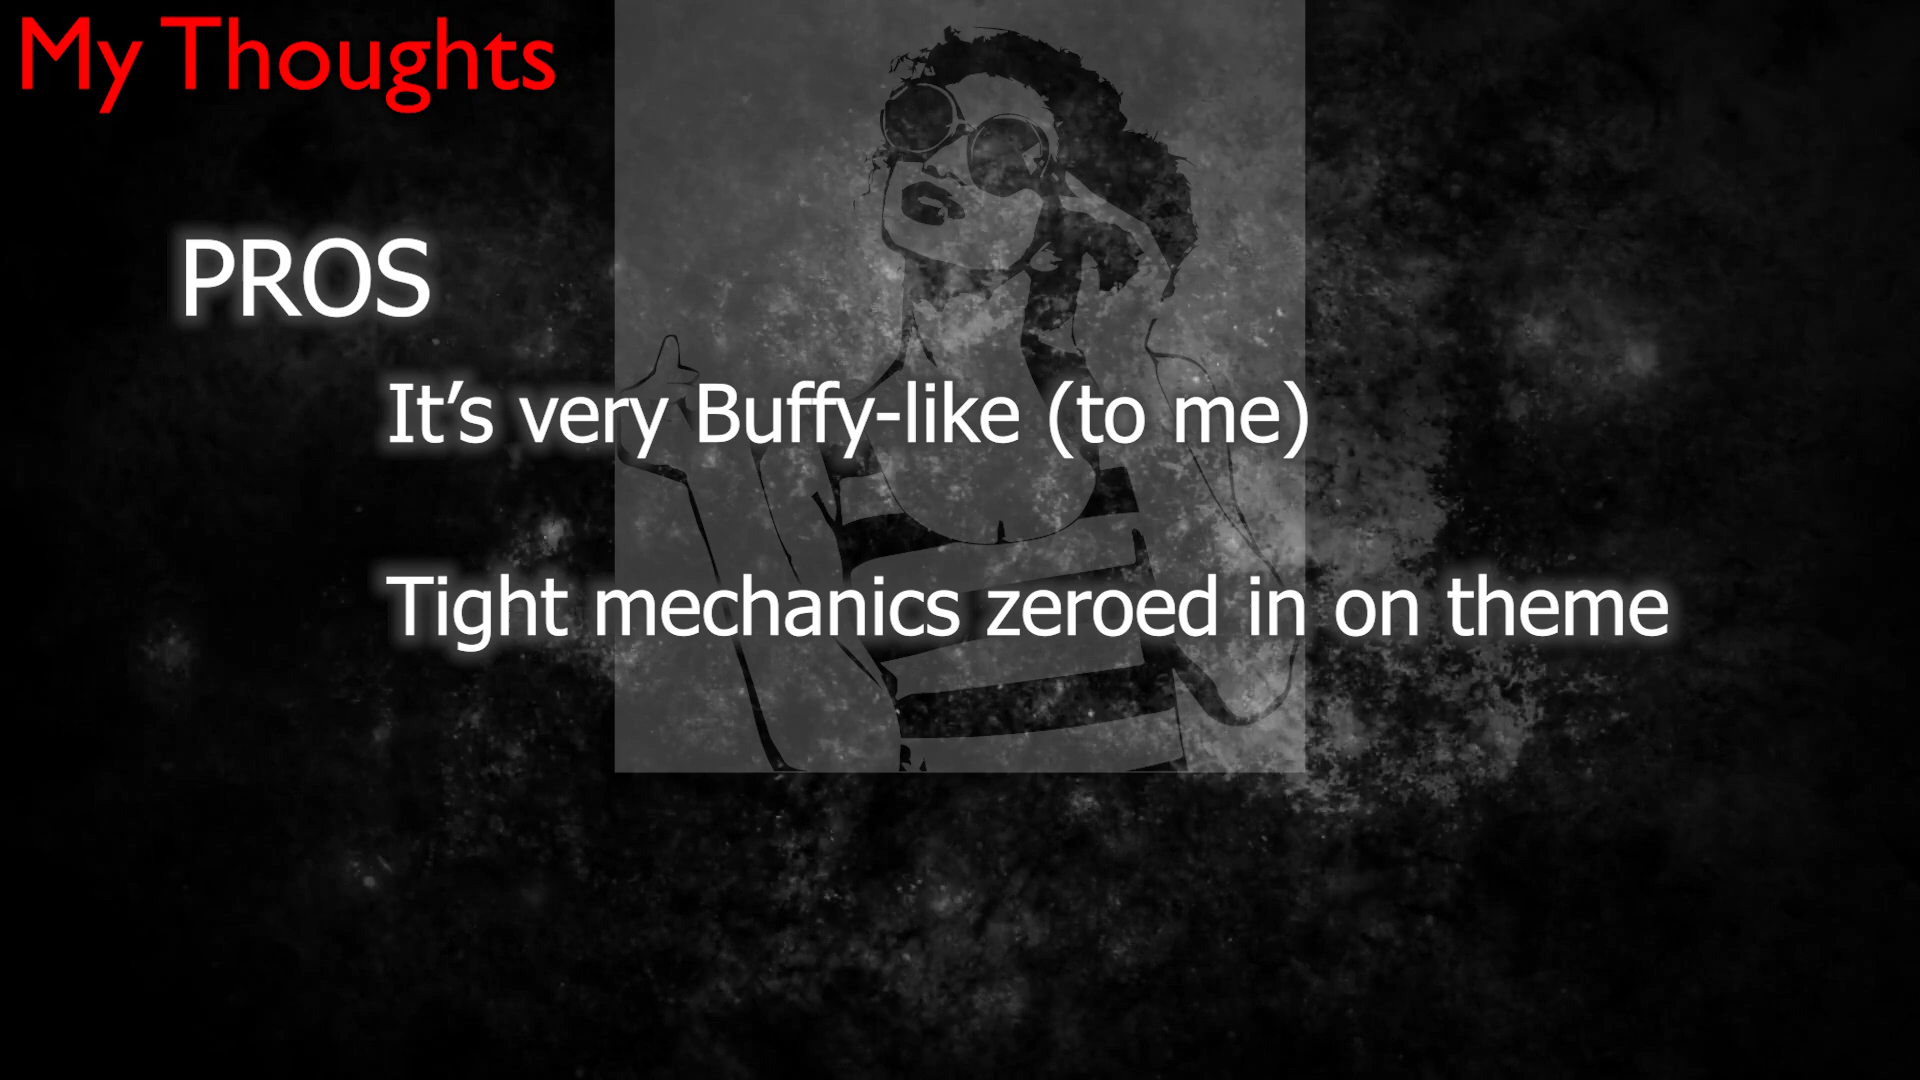 My Thoughts
PROS
It’s very Buffy-like (to me)
Tight mechanics zeroed in on theme